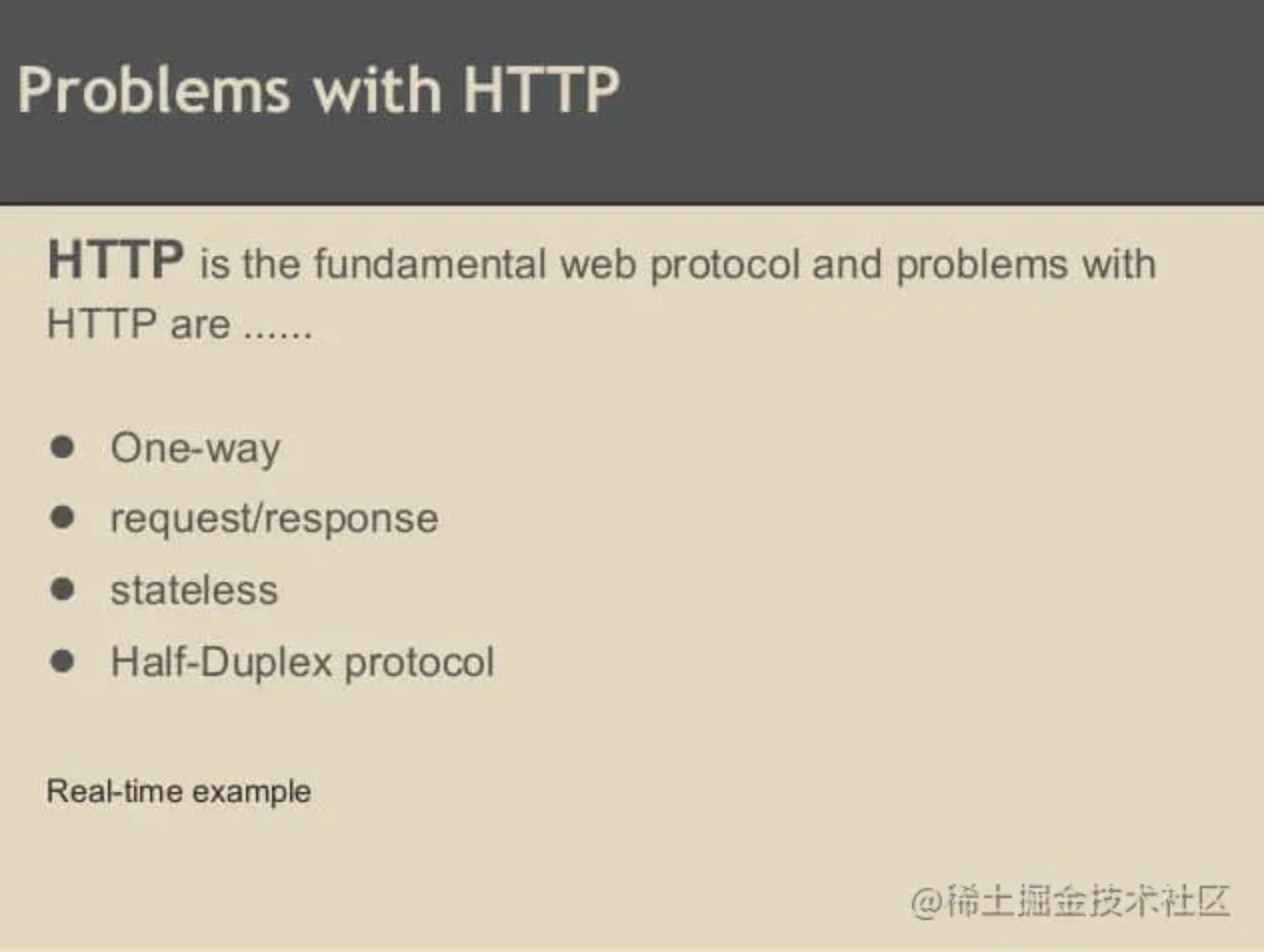 Problems with HTTP
HTTP is the fundamental web protocol and problems with
HTTP are ......
● One-way
● request/response
● stateless
● Half-Duplex protocol
Real-time example
@稀土掘金技术社区